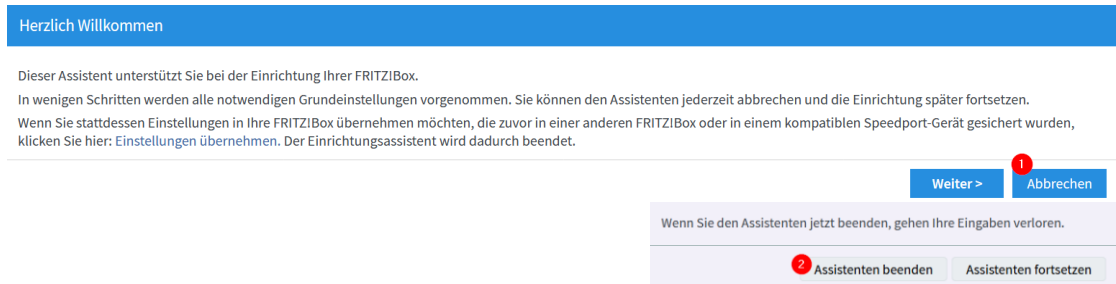 Herzlich Willkommen
Dieser Assistent unterstützt Sie bei der Einrichtung Ihrer FRITZ!Box.
In wenigen Schritten werden alle notwendigen Grundeinstellungen vorgenommen. Sie können den Assistenten jederzeit abbrechen und die Einrichtung später fortsetzen.
Wenn Sie stattdessen Einstellungen in Ihre FRITZ!Box übernehmen möchten, die zuvor in einer anderen FRITZ!Box oder in einem kompatiblen Speedport-Gerät gesichert wurden,
klicken Sie hier: Einstellungen übernehmen. Der Einrichtungsassistent wird dadurch beendet.
1
Weiter > Abbrechen
Wenn Sie den Assistenten jetzt beenden, gehen Ihre Eingaben verloren.
2 Assistenten beenden Assistenten fortsetzen